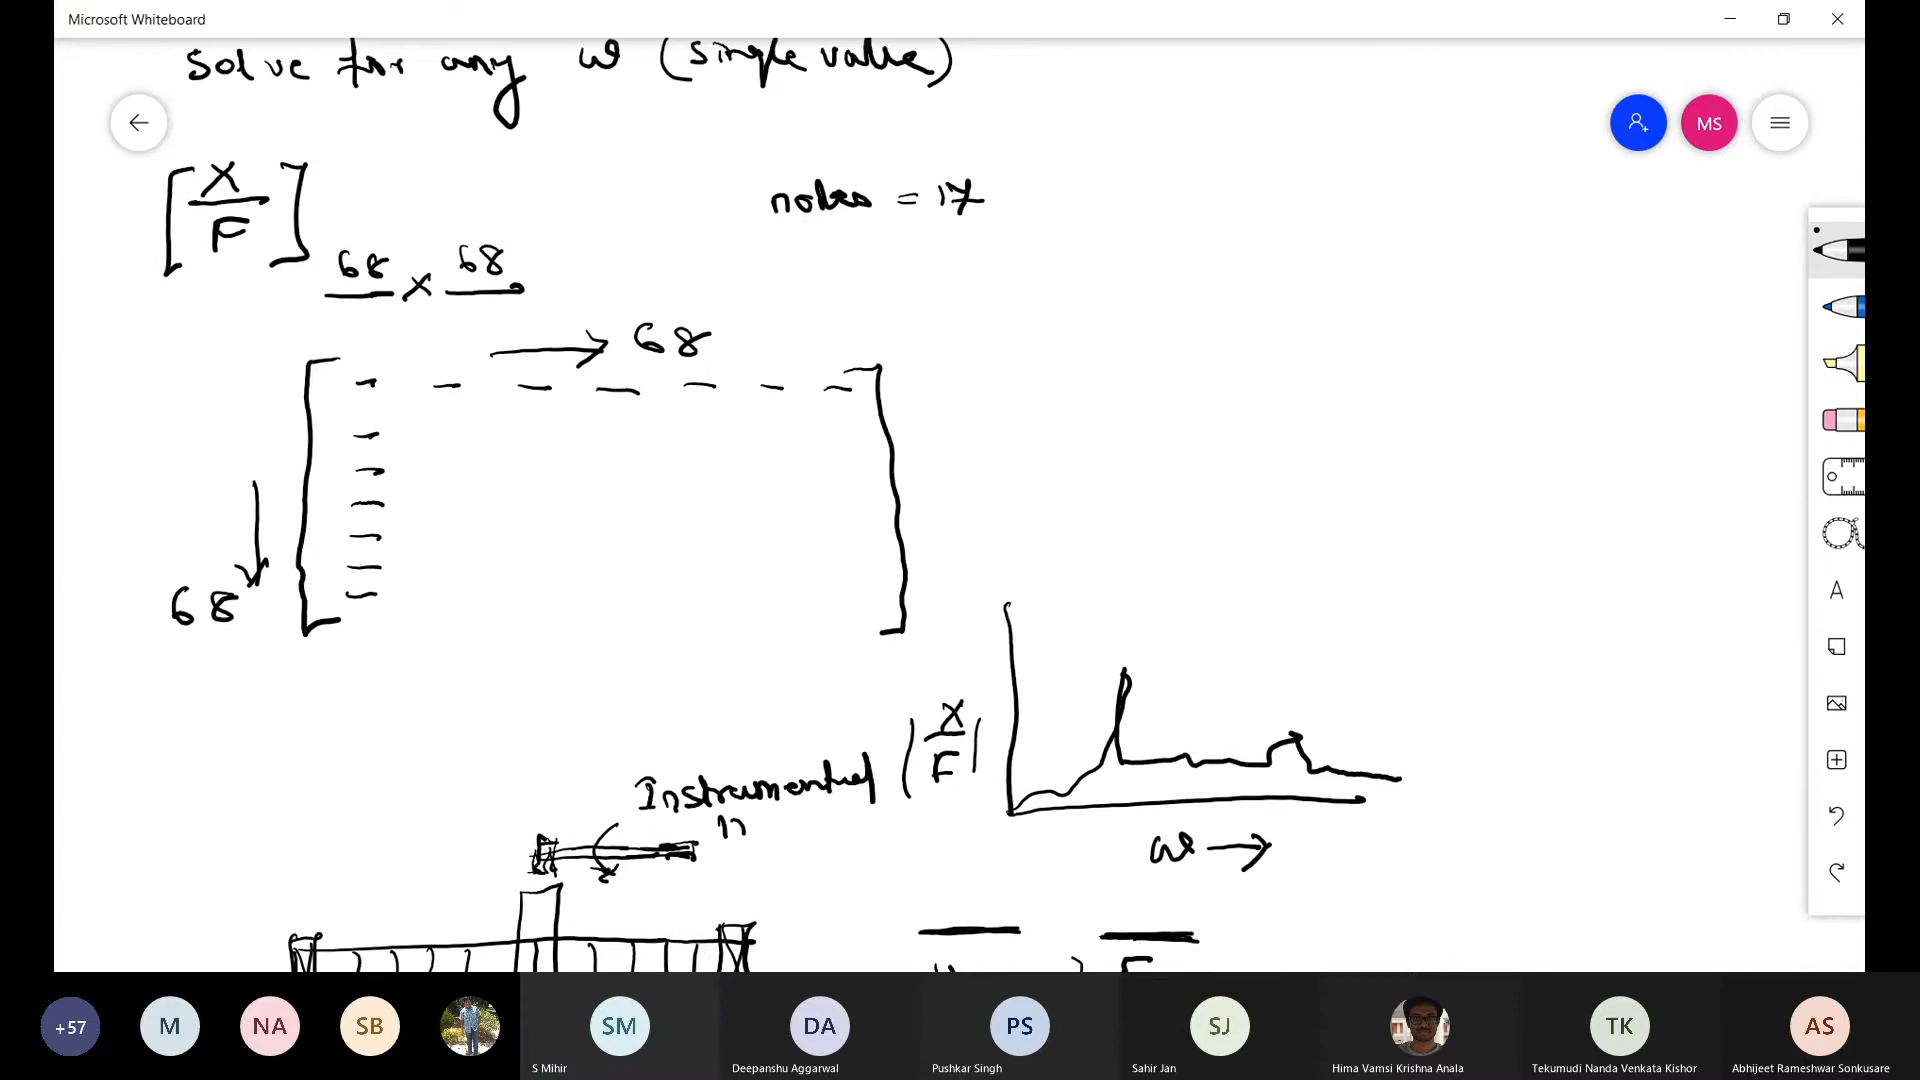 Microsoft Whiteboard
Solve for any ω (single value)
MS
[X/F] 68 × 68
nodes = 17
→ 68
68
Instrumental |X/F|
ω →
F
A
+57
M
NA
SB
SM
DA
PS
SJ
TK
AS
S Mihir
Deepanshu Aggarwal
Pushkar Singh
Sahir Jan
Hima Vamsi Krishna Anala
Tekumudi Nanda Venkata Kishor
Abhijeet Rameshwar Sonkusare